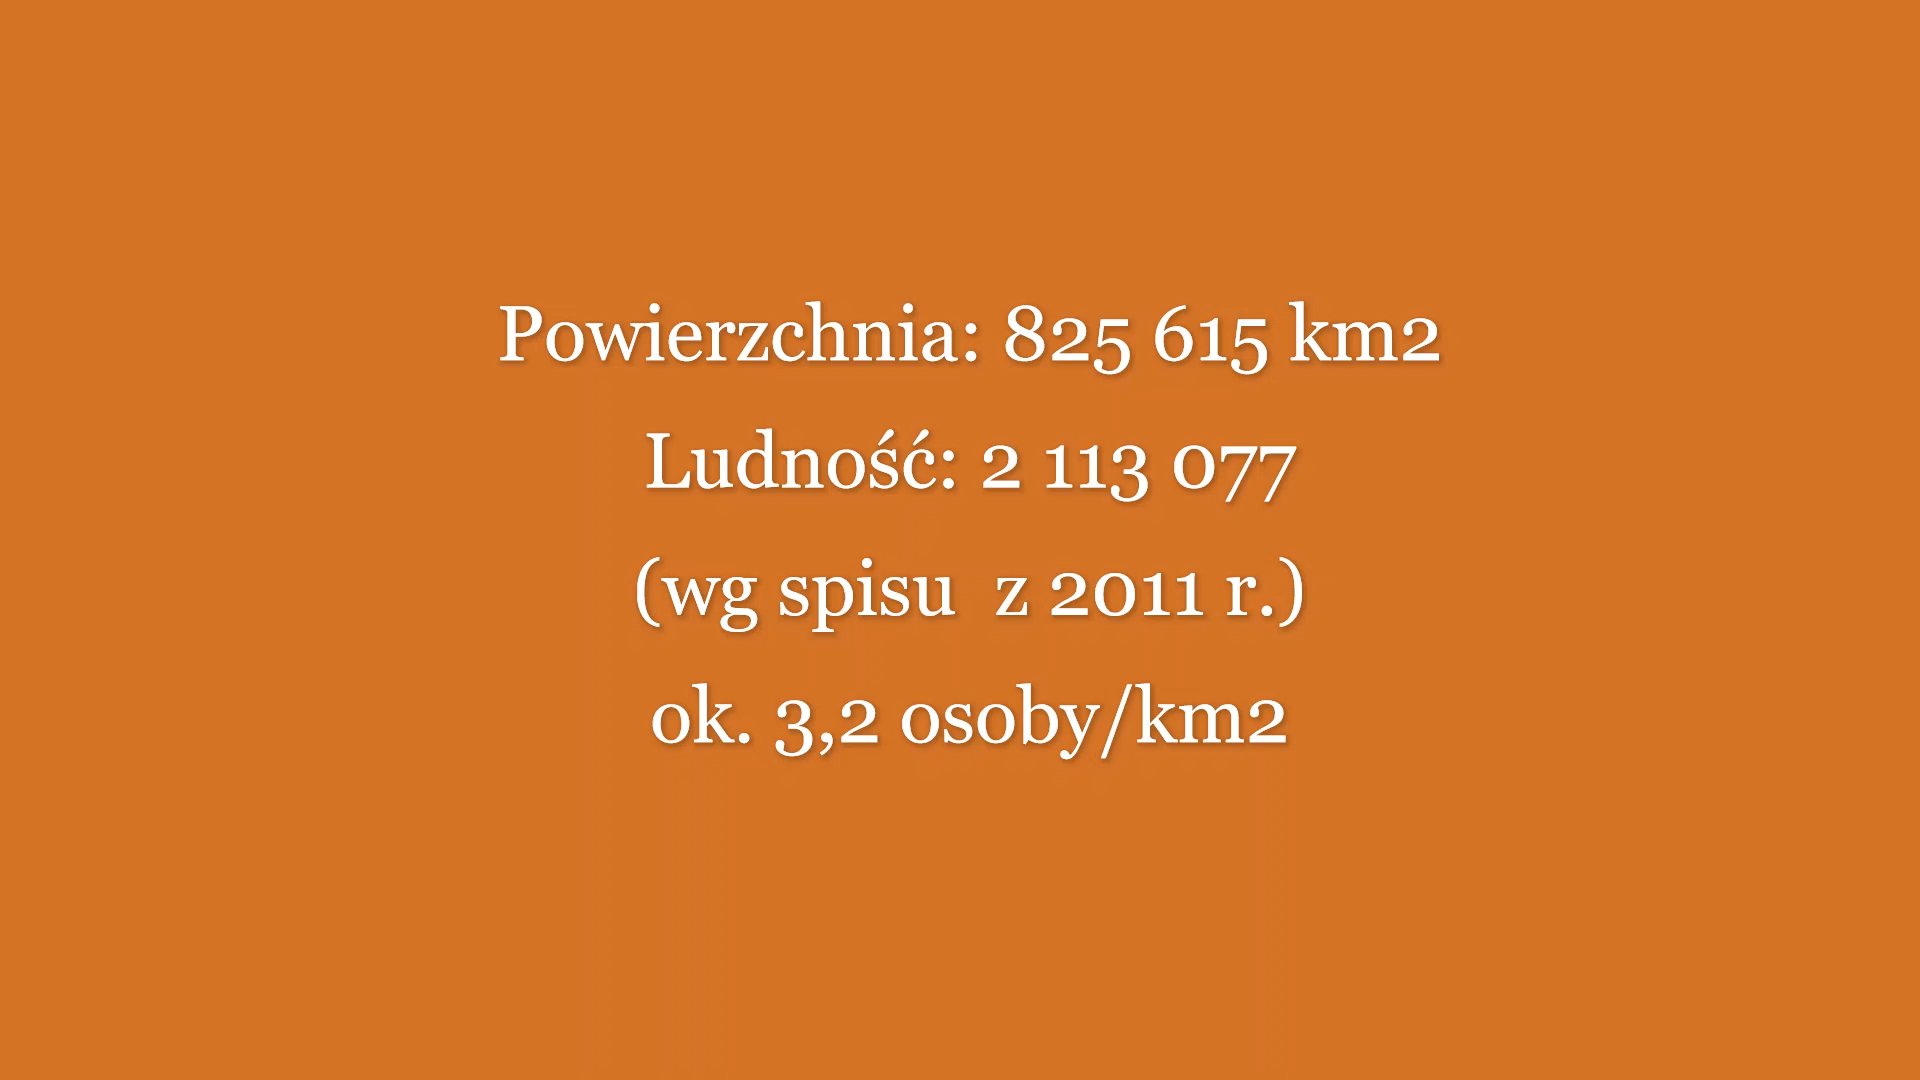 Powierzchnia: 825 615 km2
Ludność: 2 113 077
(wg spisu  z 2011 r.)
ok. 3,2 osoby/km2